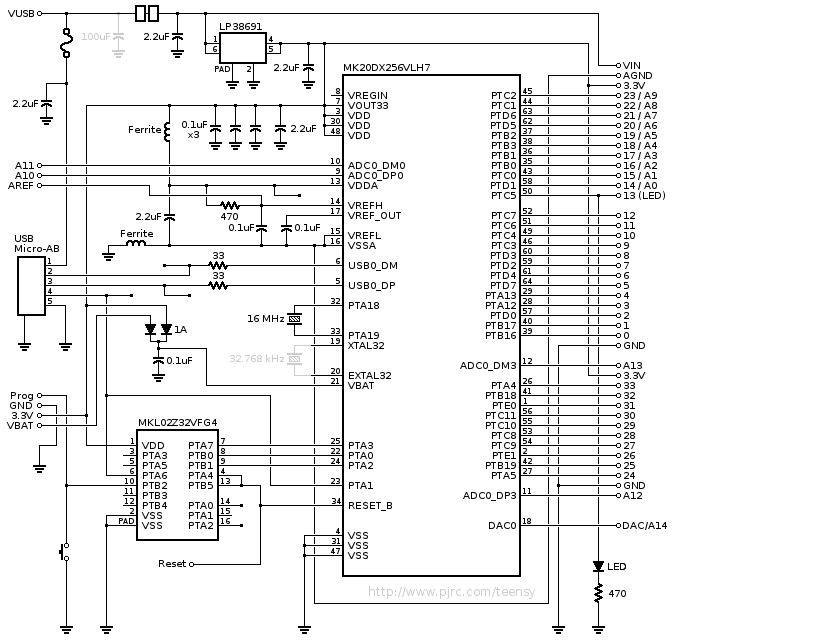 VUSB
100uF
2.2uF
LP38691
1
6
4
5
PAD
2
2.2uF
2.2uF
MK20DX256VLH7
Ferrite
0.1uF
x3
2.2uF
8 VREGIN
7 VOUT33
3 VDD
30 VDD
48 VDD
A11
A10
AREF
10 ADC0_DM0
9 ADC0_DP0
13 VDDA
14 VREFH
17 VREF_OUT
470
2.2uF
0.1uF
0.1uF
Ferrite
15 VREFL
16 VSSA
USB
Micro-AB
1
2
3
4
5
33
33
6 USB0_DM
5 USB0_DP
32 PTA18
16 MHz
33 PTA19
19 XTAL32
32.768 kHz
20 EXTAL32
21 VBAT
1A
0.1uF
Prog
GND
3.3V
VBAT
MKL02Z32VFG4
1 VDD
3 PTA3
5 PTA5
6 PTA6
10 PTB2
11 PTB3
12 PTB4
2 VSS
PAD VSS
PTA7 7
PTB0 8
PTB1 9
PTA4 4
PTB5 13
PTA0 14
PTA1 15
PTA2 16
25 PTA3
22 PTA0
24 PTA2
23 PTA1
34 RESET_B
4 VSS
31 VSS
47 VSS
Reset
http://www.pjrc.com/teensy
VIN
AGND
3.3V
PTC2 45 23 / A9
PTC1 44 22 / A8
PTD6 63 21 / A7
PTD5 62 20 / A6
PTB2 37 19 / A5
PTB3 38 18 / A4
PTB1 36 17 / A3
PTB0 35 16 / A2
PTC0 43 15 / A1
PTD1 58 14 / A0
PTC5 50 13 (LED)
PTC7 52 12
PTC6 51 11
PTC4 49 10
PTC3 46 9
PTD3 60 8
PTD2 59 7
PTD4 61 6
PTD7 64 5
PTA13 29 4
PTA12 28 3
PTD0 57 2
PTB17 40 1
PTB16 39 0
GND
ADC0_DM3 12 A13
3.3V
PTA4 26 33
PTB18 41 32
PTE0 1 31
PTC11 56 30
PTC10 55 29
PTC8 53 28
PTC9 54 27
PTE1 2 26
PTB19 42 25
PTA5 27 24
GND
ADC0_DP3 11 A12
DAC0 18 DAC/A14
LED
470